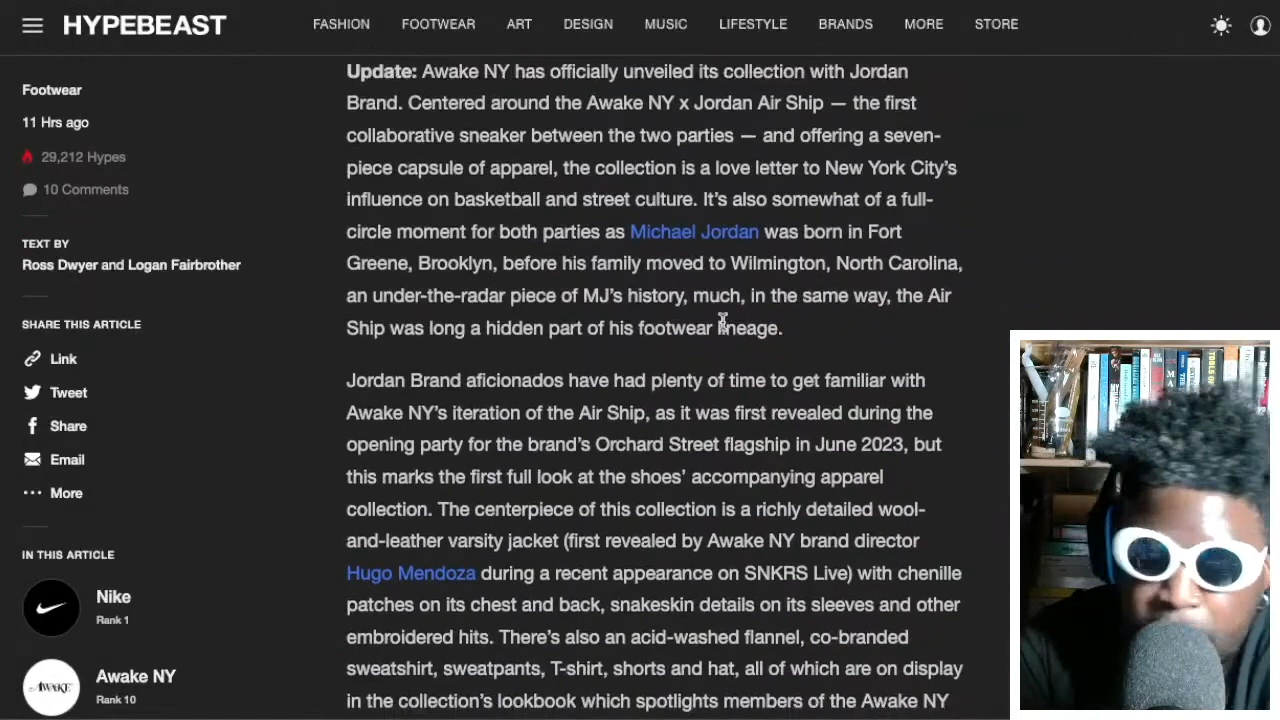 HYPEBEAST
FASHION FOOTWEAR ART DESIGN MUSIC LIFESTYLE BRANDS MORE STORE
Footwear
11 Hrs ago
29,212 Hypes
10 Comments
TEXT BY
Ross Dwyer and Logan Fairbrother
SHARE THIS ARTICLE
Link
Tweet
Share
Email
More
IN THIS ARTICLE
Nike
Rank 1
AWAKE
Awake NY
Rank 10
Update: Awake NY has officially unveiled its collection with Jordan
Brand. Centered around the Awake NY x Jordan Air Ship — the first
collaborative sneaker between the two parties — and offering a seven-
piece capsule of apparel, the collection is a love letter to New York City's
influence on basketball and street culture. It's also somewhat of a full-
circle moment for both parties as Michael Jordan was born in Fort
Greene, Brooklyn, before his family moved to Wilmington, North Carolina,
an under-the-radar piece of MJ's history, much, in the same way, the Air
Ship was long a hidden part of his footwear lineage.
Jordan Brand aficionados have had plenty of time to get familiar with
Awake NY's iteration of the Air Ship, as it was first revealed during the
opening party for the brand's Orchard Street flagship in June 2023, but
this marks the first full look at the shoes' accompanying apparel
collection. The centerpiece of this collection is a richly detailed wool-
and-leather varsity jacket (first revealed by Awake NY brand director
Hugo Mendoza during a recent appearance on SNKRS Live) with chenille
patches on its chest and back, snakeskin details on its sleeves and other
embroidered hits. There's also an acid-washed flannel, co-branded
sweatshirt, sweatpants, T-shirt, shorts and hat, all of which are on display
in the collection's lookbook which spotlights members of the Awake NY